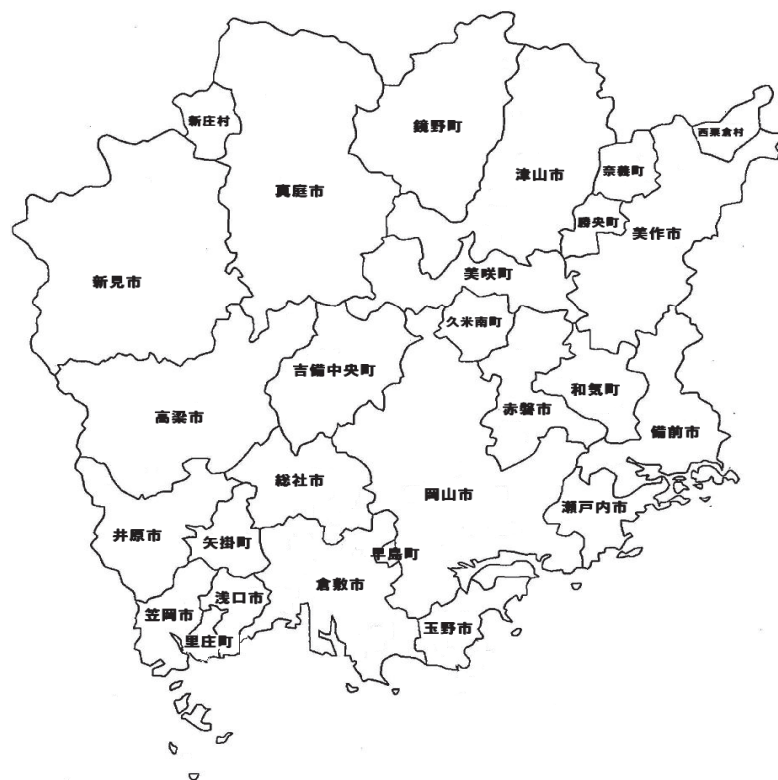 新庄村
鏡野町
西粟倉村
奈義町
津山市
真庭市
勝央町
美作市
新見市
美咲町
久米南町
吉備中央町
和気町
赤磐市
高梁市
備前市
総社市
岡山市
瀬戸内市
井原市
矢掛町
早島町
倉敷市
浅口市
笠岡市
玉野市
里庄町